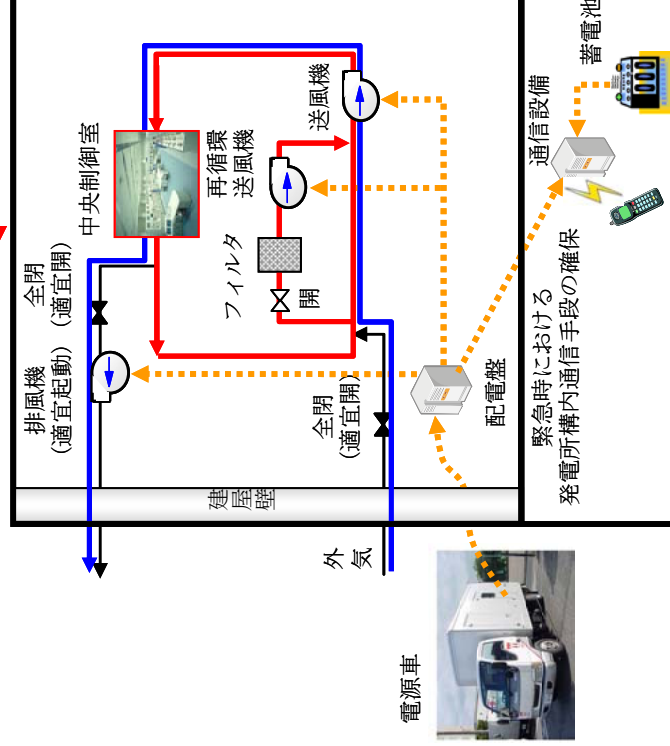 中央制御室
全閉
(適宜開)
排風機
(適宜起動)
再循環
送風機
送風機
フィルタ
開
全閉
(適宜開)
建屋壁
外気
配電盤
電源車
通信設備
蓄電池
緊急時における
発電所構内通信手段の確保